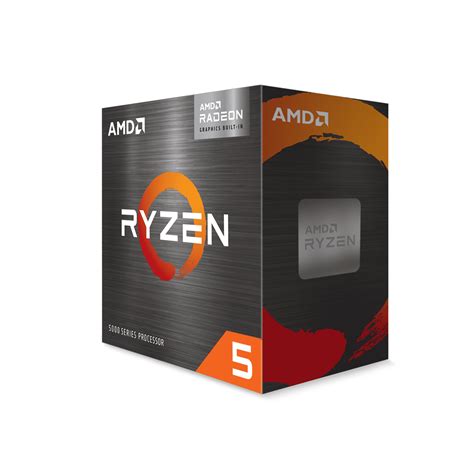 AMD
AMD
RADEON
GRAPHICS BUILT-IN
RYZEN
5000 SERIES PROCESSOR
5
AMD
AMD
RYZEN